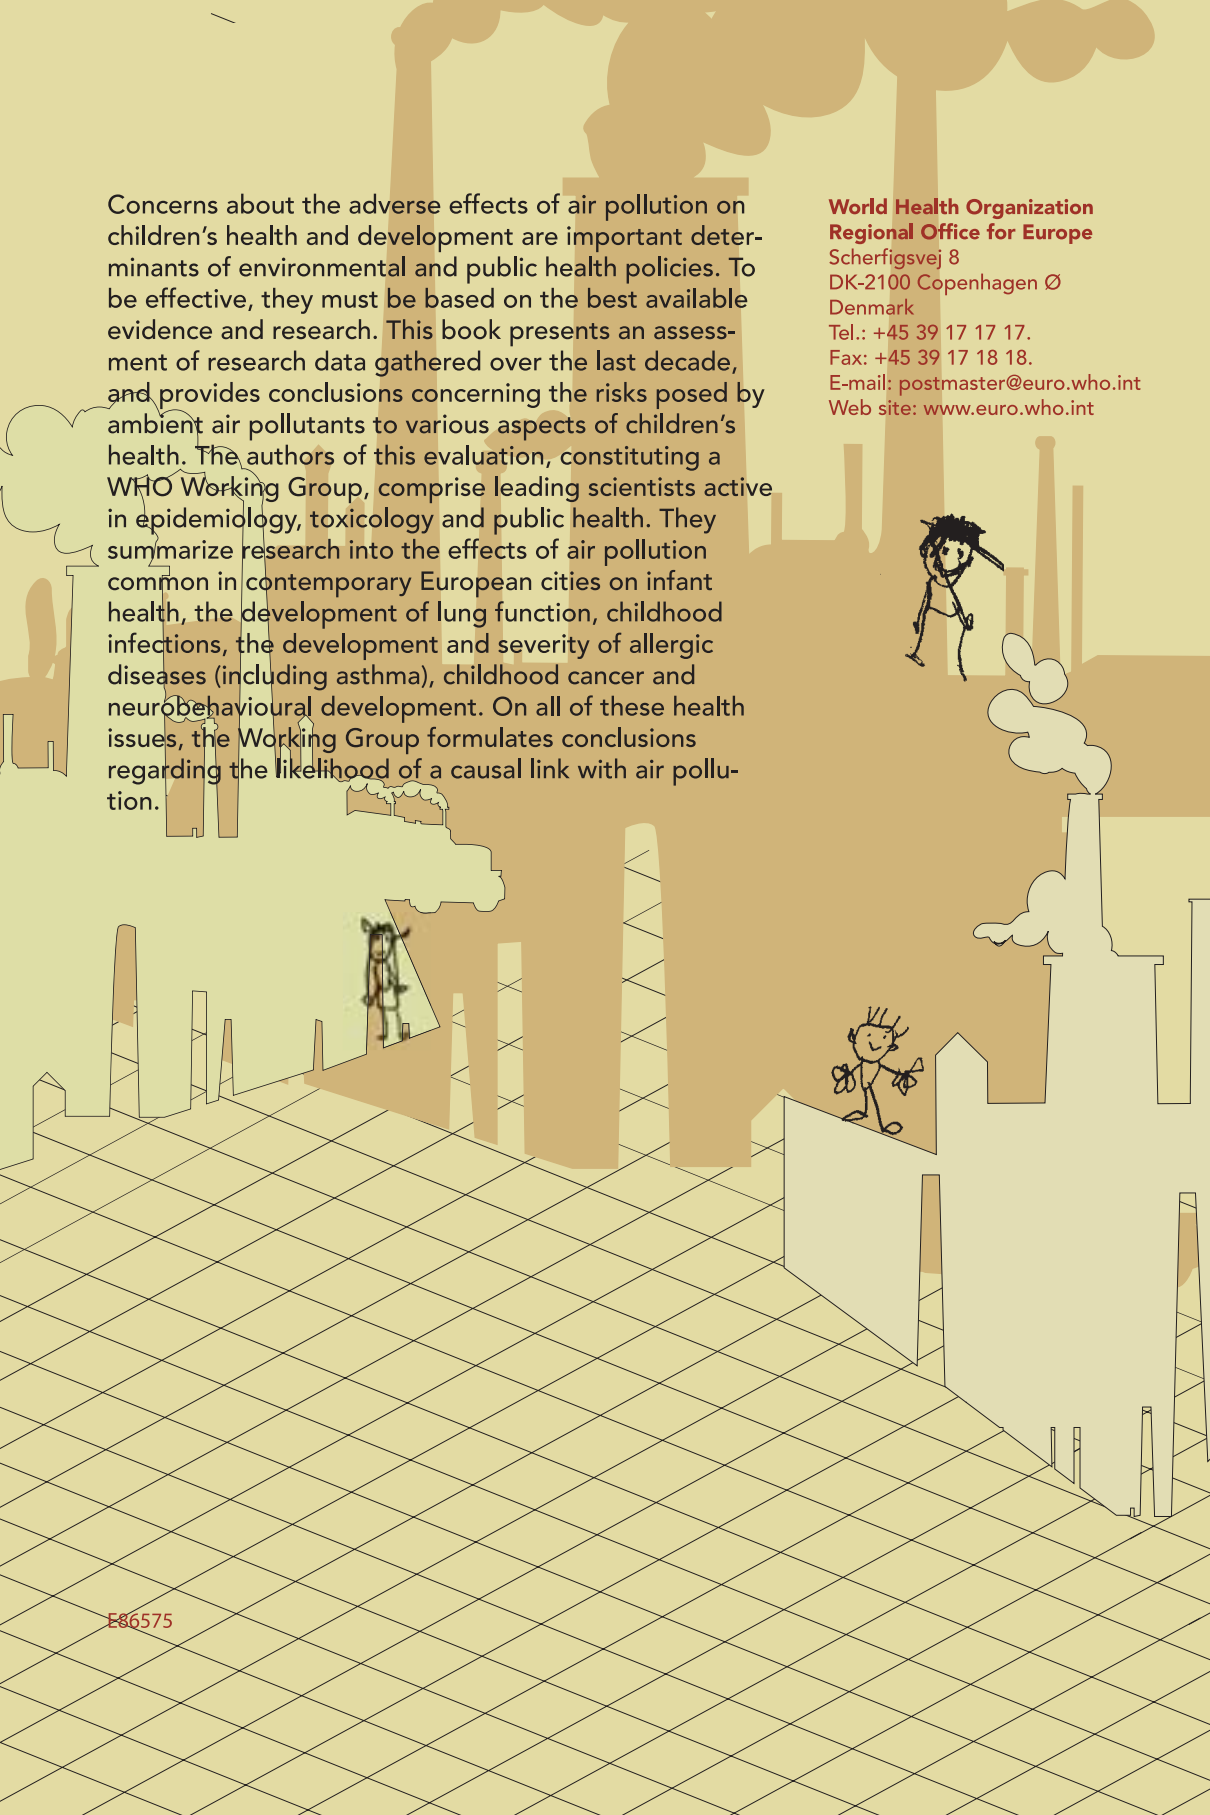 Concerns about the adverse effects of air pollution on
children's health and development are important deter-
minants of environmental and public health policies. To
be effective, they must be based on the best available
evidence and research. This book presents an assess-
ment of research data gathered over the last decade,
and provides conclusions concerning the risks posed by
ambient air pollutants to various aspects of children's
health. The authors of this evaluation, constituting a
WHO Working Group, comprise leading scientists active
in epidemiology, toxicology and public health. They
summarize research into the effects of air pollution
common in contemporary European cities on infant
health, the development of lung function, childhood
infections, the development and severity of allergic
diseases (including asthma), childhood cancer and
neurobehavioural development. On all of these health
issues, the Working Group formulates conclusions
regarding the likelihood of a causal link with air pollu-
tion.
World Health Organization
Regional Office for Europe
Scherfigsvej 8
DK-2100 Copenhagen Ø
Denmark
Tel.: +45 39 17 17 17.
Fax: +45 39 17 18 18.
E-mail: postmaster@euro.who.int
Web site: www.euro.who.int
E86575